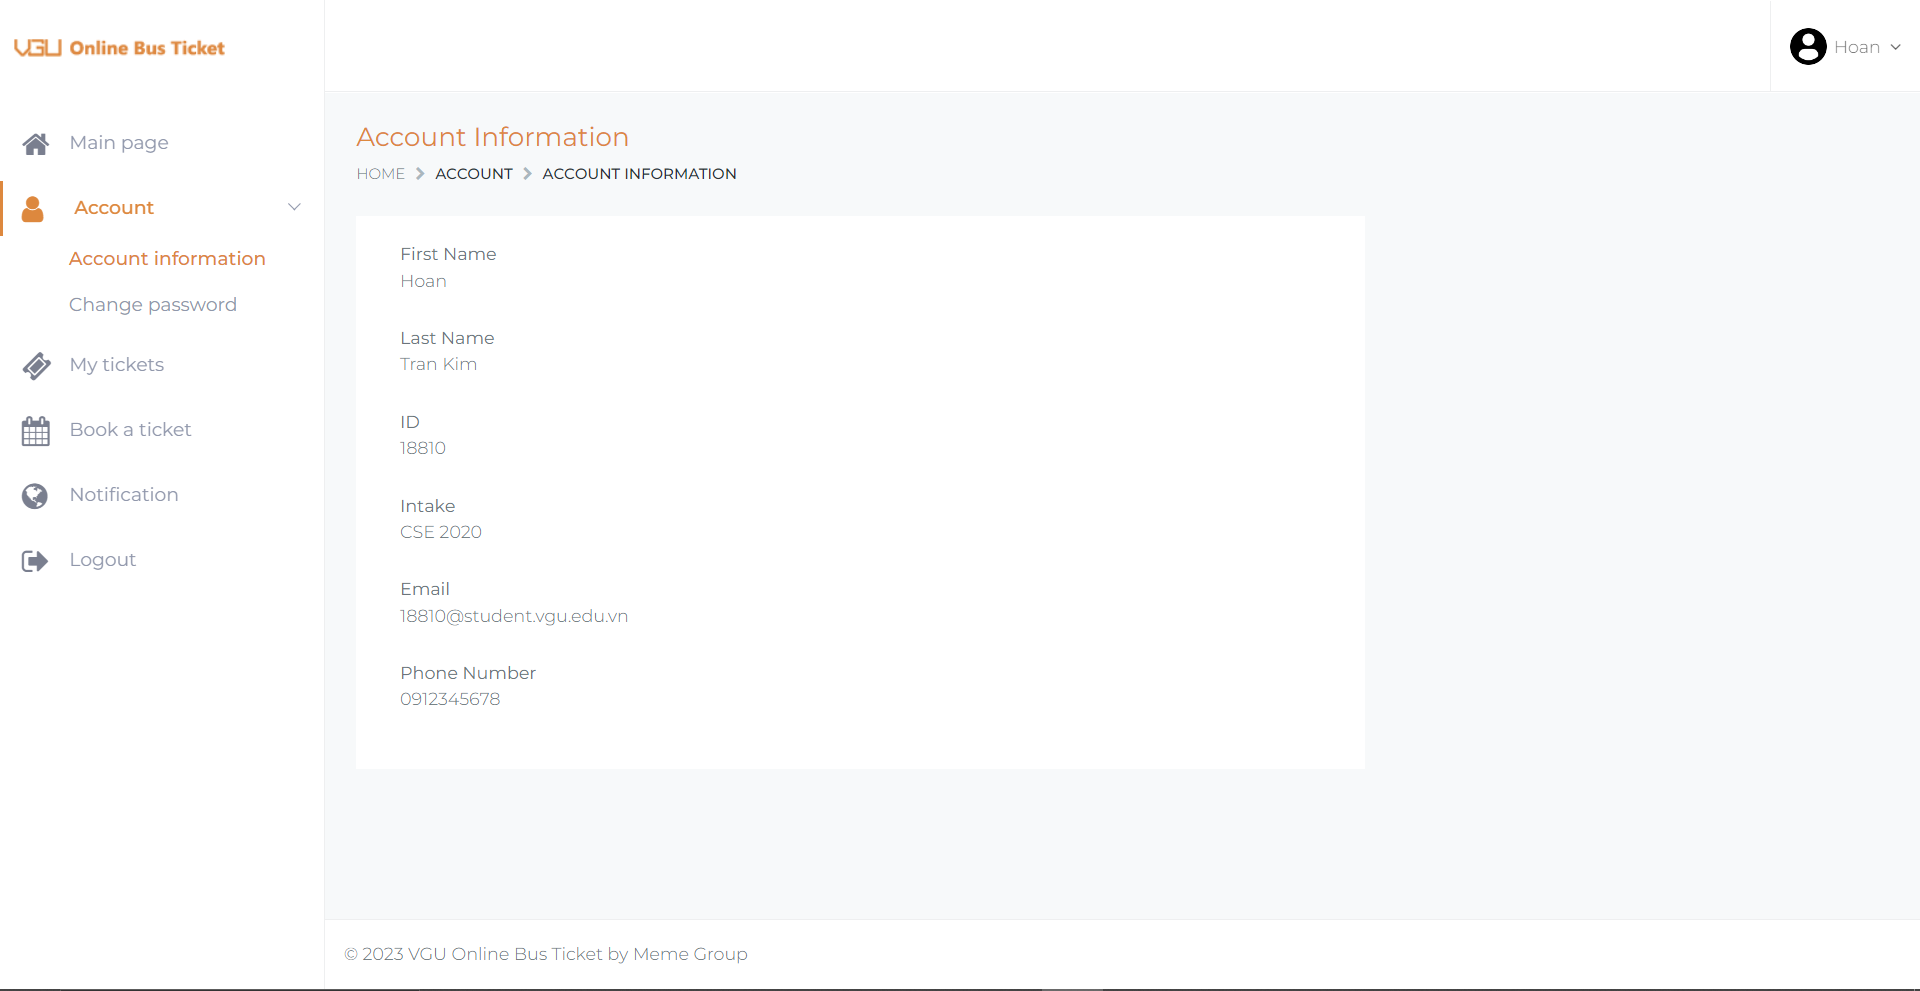 VGU Online Bus Ticket
Hoan
Main page
Account
Account information
Change password
My tickets
Book a ticket
Notification
Logout
Account Information
HOME > ACCOUNT > ACCOUNT INFORMATION
First Name
Hoan
Last Name
Tran Kim
ID
18810
Intake
CSE 2020
Email
18810@student.vgu.edu.vn
Phone Number
0912345678
© 2023 VGU Online Bus Ticket by Meme Group